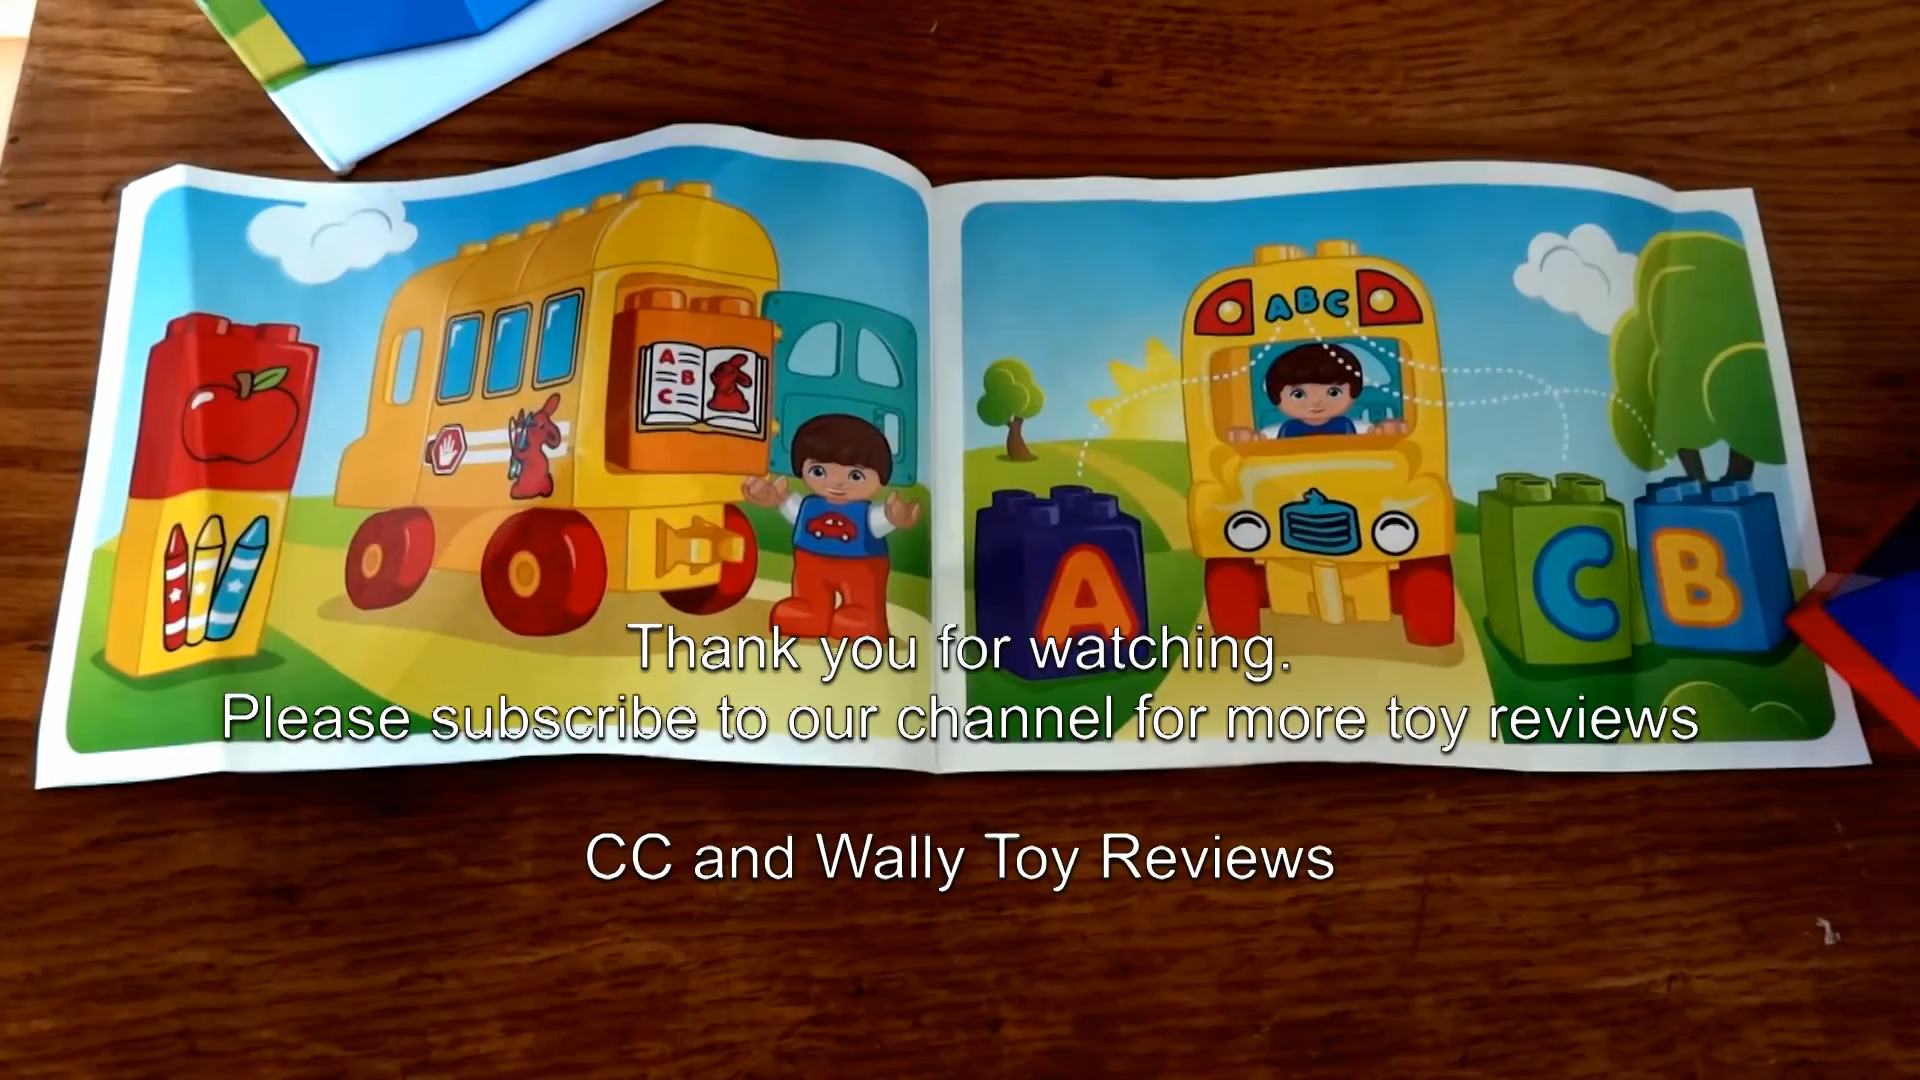 A
B
C
ABC
A
C
B
Thank you for watching.
Please subscribe to our channel for more toy reviews
CC and Wally Toy Reviews